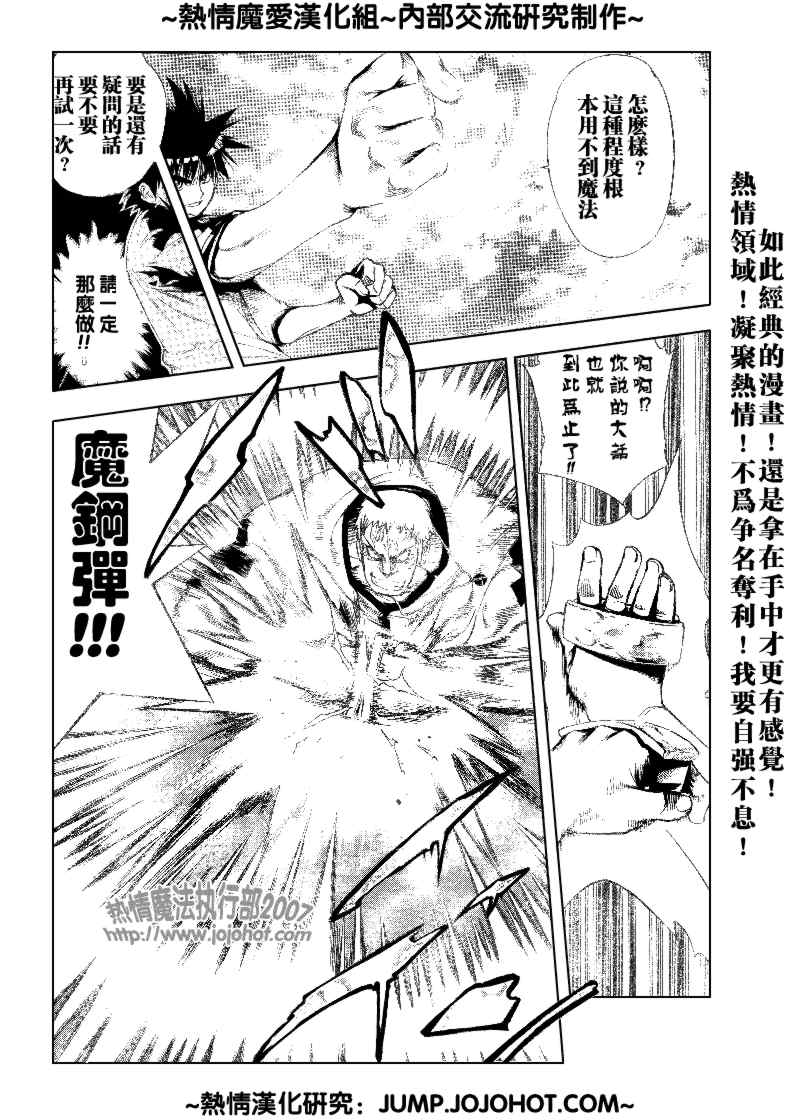 ~熱情魔愛漢化組~內部交流研究制作~
怎麼樣？
這種程度根
本用不到魔法
要是還有
疑問的話
要不要
再試一次？
請一定
那麼做!!
啊啊!?
你說的大話
也就
到此為止了!!
魔鋼彈!!!
如此經典的漫畫！還是拿在手中才更有感覺！
熱情領域！凝聚熱情！不爲争名奪利！我要自强不息！
熱情魔法执行部2007
http://www.jojohot.com
~熱情漢化研究：JUMP.JOJOHOT.COM~